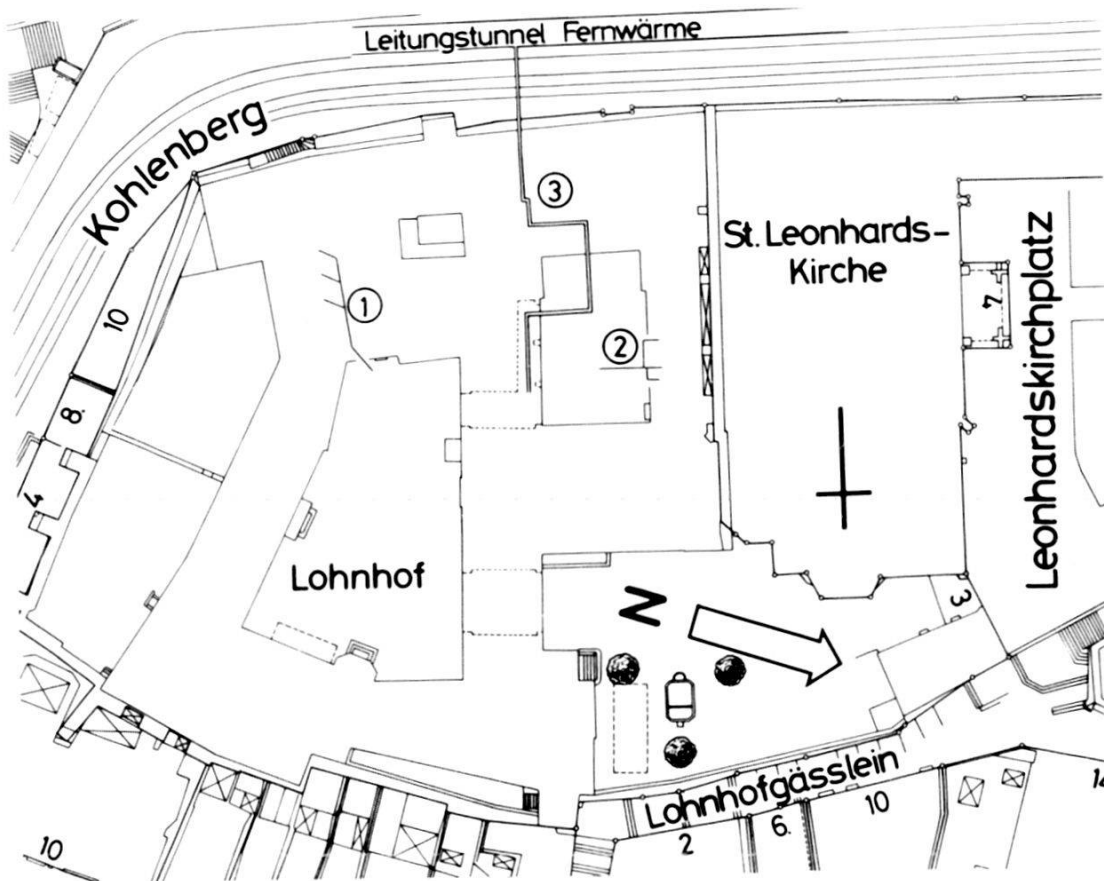 Leitungstunnel Fernwärme
Kohlenberg
3
St. Leonhards-
Kirche
Leonhardskirchplatz
1
10
2
2
8.
4
Lohnhof
N
3
Lohnhofgässlein
2
6.
10
10